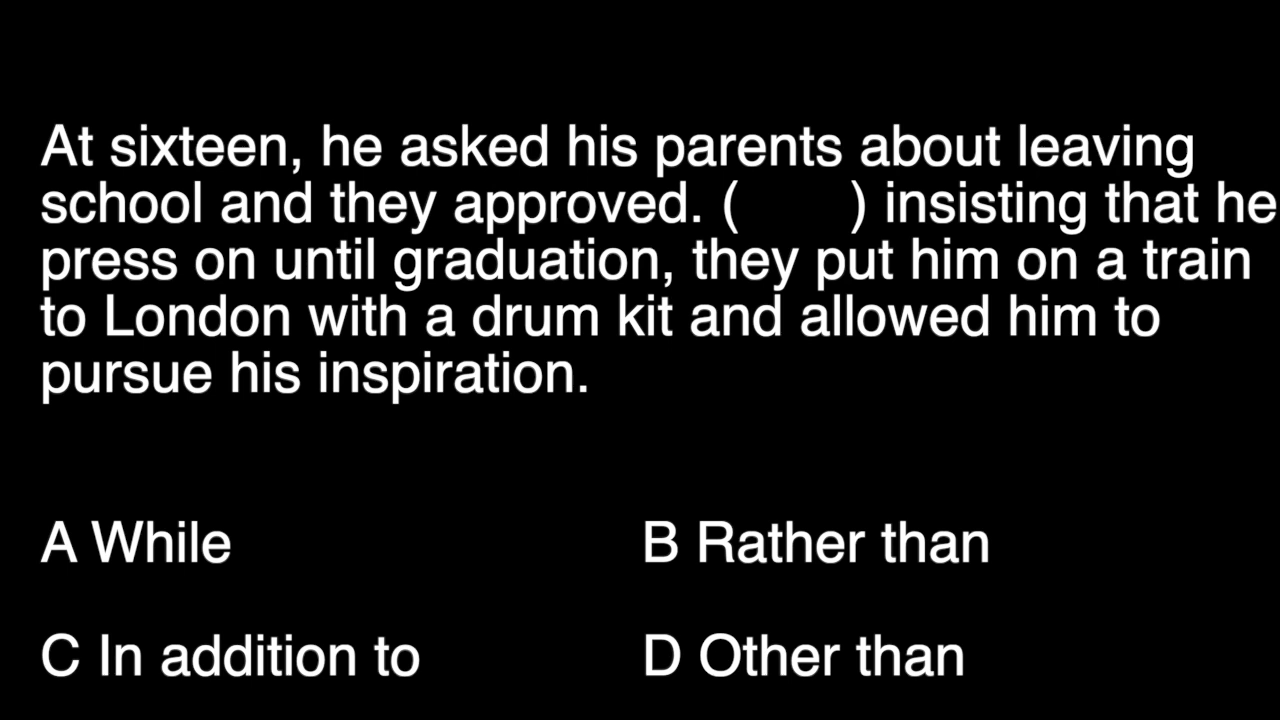 At sixteen, he asked his parents about leaving
school and they approved. (       ) insisting that he
press on until graduation, they put him on a train
to London with a drum kit and allowed him to
pursue his inspiration.
A While
B Rather than
C In addition to
D Other than